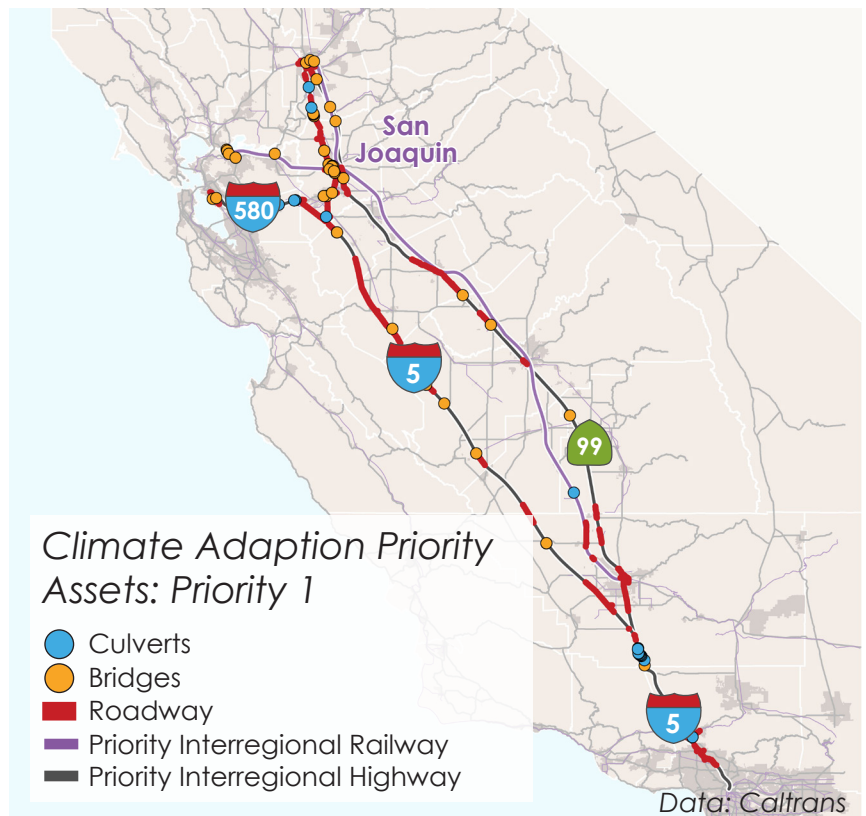 San
Joaquin
580
5
99
5
Climate Adaption Priority
Assets: Priority 1
Culverts
Bridges
Roadway
Priority Interregional Railway
Priority Interregional Highway
Data: Caltrans